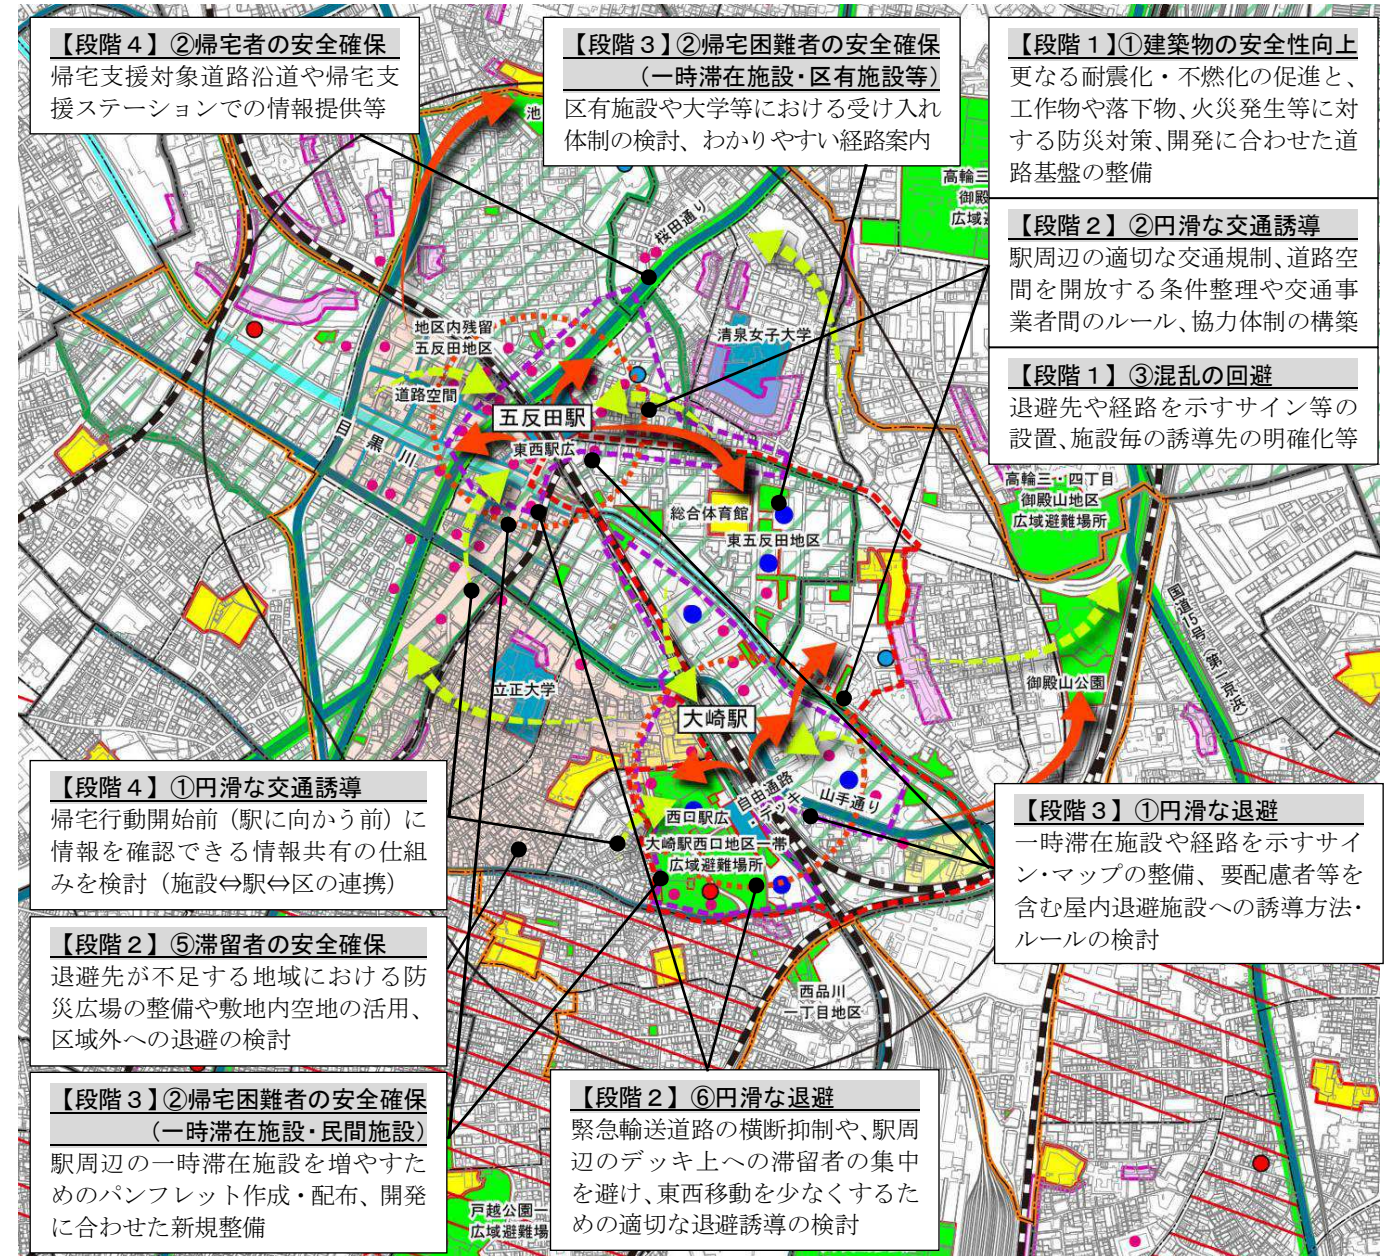 【段階４】②帰宅者の安全確保
帰宅支援対象道路沿道や帰宅支
援ステーションでの情報提供等
【段階３】②帰宅困難者の安全確保
（一時滞在施設・区有施設等）
区有施設や大学等における受け入れ
体制の検討、わかりやすい経路案内
【段階１】①建築物の安全性向上
更なる耐震化・不燃化の促進と、
工作物や落下物、火災発生等に対
する防災対策、開発に合わせた道
路基盤の整備
【段階２】②円滑な交通誘導
駅周辺の適切な交通規制、道路空
間を開放する条件整理や交通事
業者間のルール、協力体制の構築
【段階１】③混乱の回避
退避先や経路を示すサイン等の
設置、施設毎の誘導先の明確化等
池
高輪三
御殿
広域避
桜田通り
清泉女子大学
地区内残留
五反田地区
道路空間
五反田駅
東西駅広
目黒川
総合体育館
東五反田地区
高輪三・四丁目
御殿山地区
広域避難場所
国道15号（第一京浜）
御殿山公園
立正大学
大崎駅
自由通路
・デッキ
山手通り
西口駅広
大崎駅西口地区一帯
広域避難場所
西品川
一丁目地区
戸越公園一
広域避難場
【段階４】①円滑な交通誘導
帰宅行動開始前（駅に向かう前）に
情報を確認できる情報共有の仕組
みを検討（施設⇔駅⇔区の連携）
【段階２】⑤滞留者の安全確保
退避先が不足する地域における防
災広場の整備や敷地内空地の活用、
区域外への退避の検討
【段階３】②帰宅困難者の安全確保
（一時滞在施設・民間施設）
駅周辺の一時滞在施設を増やすた
めのパンフレット作成・配布、開発
に合わせた新規整備
【段階２】⑥円滑な退避
緊急輸送道路の横断抑制や、駅周
辺のデッキ上への滞留者の集中
を避け、東西移動を少なくするた
めの適切な退避誘導の検討
【段階３】①円滑な退避
一時滞在施設や経路を示すサイ
ン・マップの整備、要配慮者等を
含む屋内退避施設への誘導方法・
ルールの検討